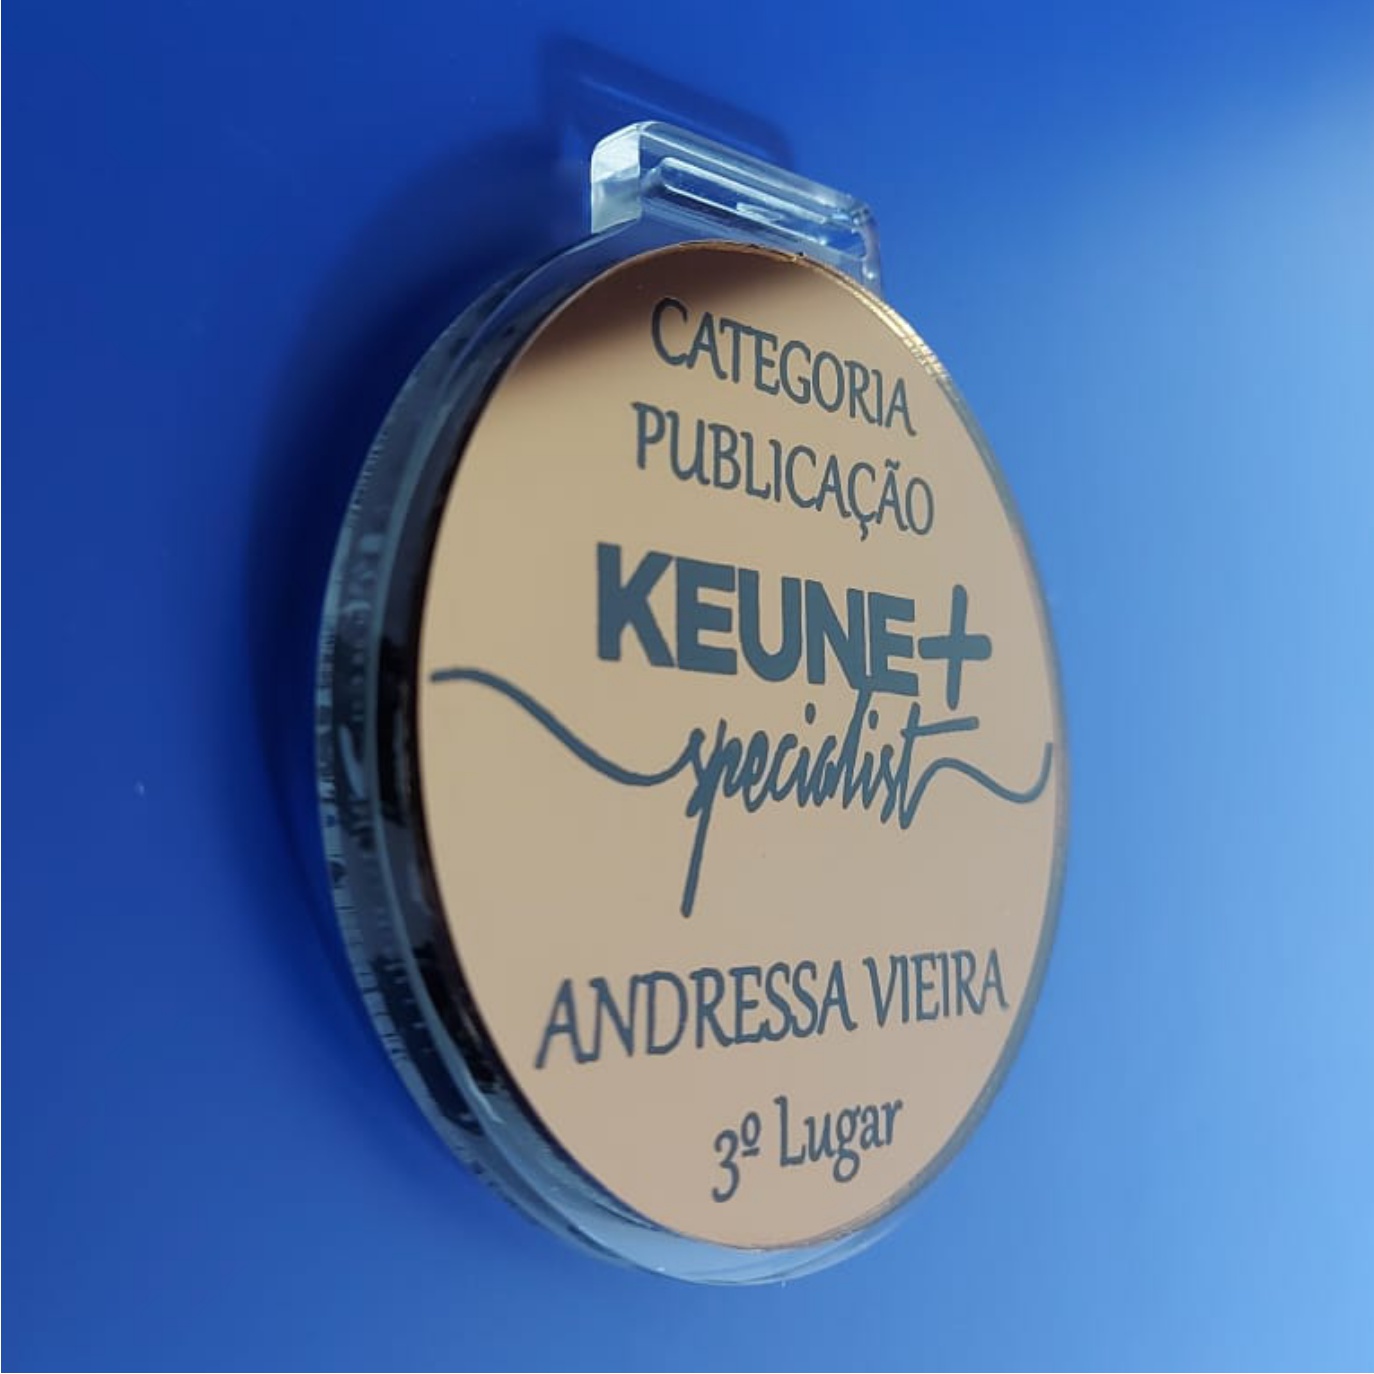 CATEGORIA
PUBLICAÇÃO
KEUNE+
specialist
ANDRESSA VIEIRA
3º Lugar